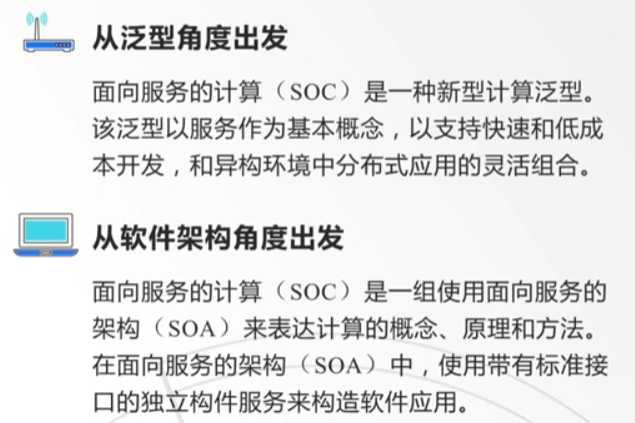 从泛型角度出发
面向服务的计算（SOC）是一种新型计算泛型。
该泛型以服务作为基本概念，以支持快速和低成
本开发，和异构环境中分布式应用的灵活组合。
从软件架构角度出发
面向服务的计算（SOC）是一组使用面向服务的
架构（SOA）来表达计算的概念、原理和方法。
在面向服务的架构（SOA）中，使用带有标准接
口的独立构件服务来构造软件应用。